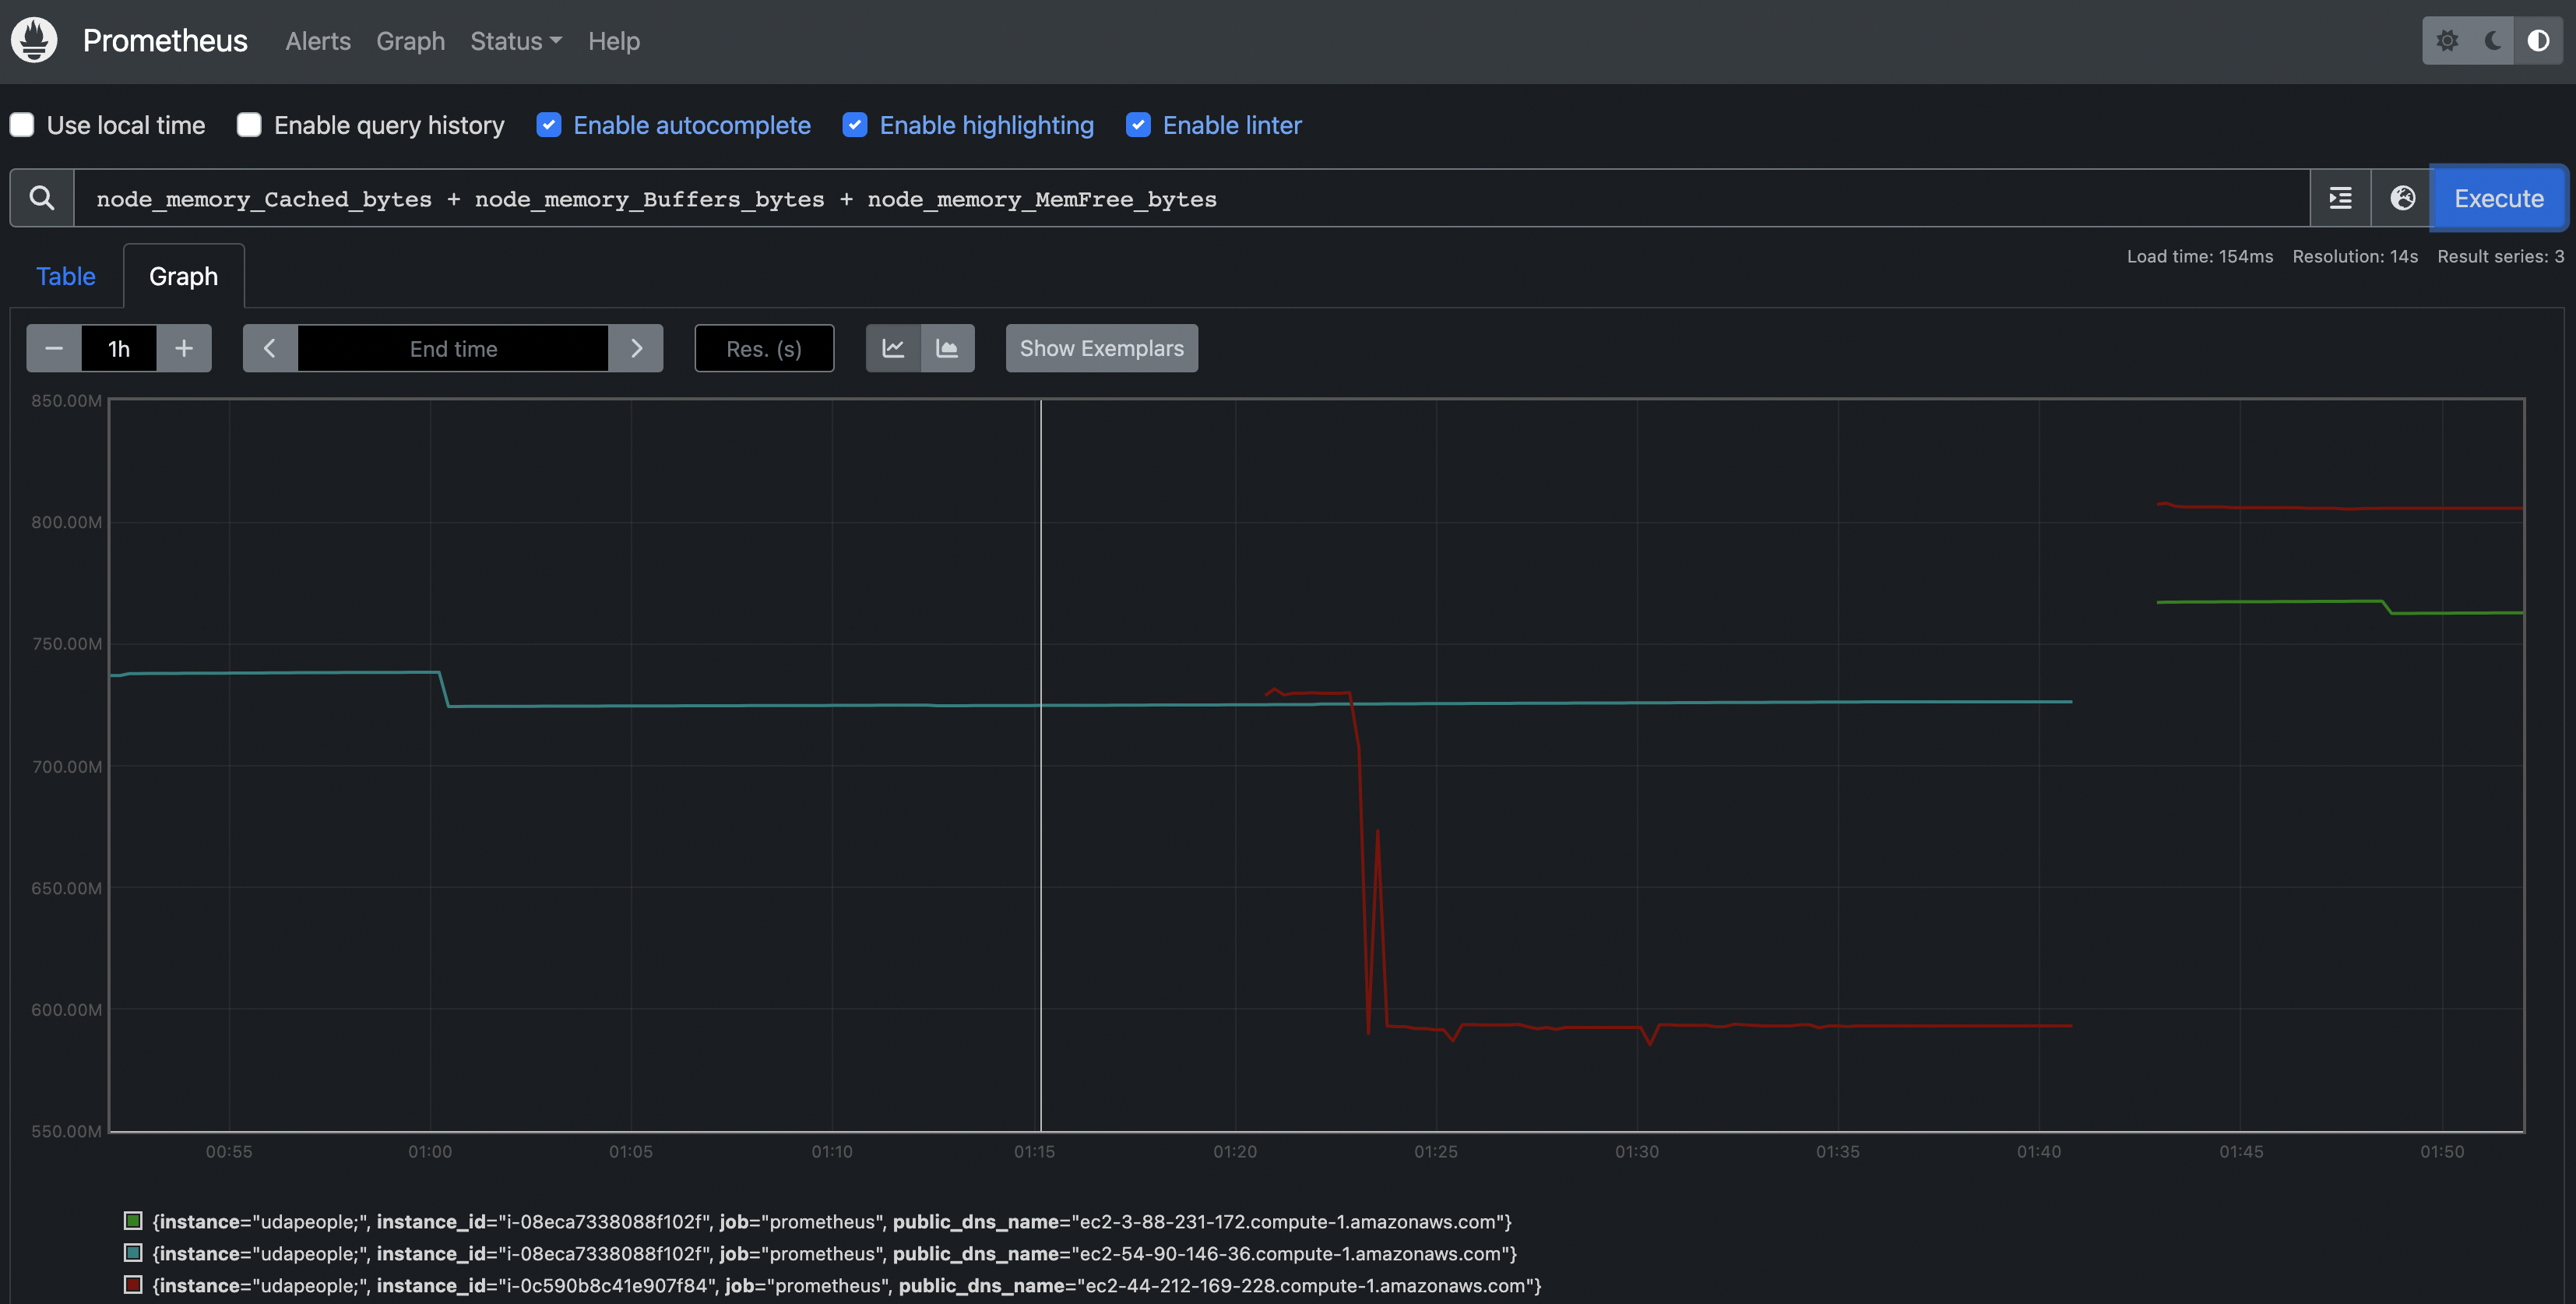 Prometheus Alerts Graph Status Help
Use local time Enable query history Enable autocomplete Enable highlighting Enable linter
node_memory_Cached_bytes + node_memory_Buffers_bytes + node_memory_MemFree_bytes Execute
Load time: 154ms Resolution: 14s Result series: 3
Table Graph
1h End time Res. (s) Show Exemplars
850.00M
800.00M
750.00M
700.00M
650.00M
600.00M
550.00M
00:55 01:00 01:05 01:10 01:15 01:20 01:25 01:30 01:35 01:40 01:45 01:50
{instance="udapeople;", instance_id="i-08eca7338088f102f", job="prometheus", public_dns_name="ec2-3-88-231-172.compute-1.amazonaws.com"}
{instance="udapeople;", instance_id="i-08eca7338088f102f", job="prometheus", public_dns_name="ec2-54-90-146-36.compute-1.amazonaws.com"}
{instance="udapeople;", instance_id="i-0c590b8c41e907f84", job="prometheus", public_dns_name="ec2-44-212-169-228.compute-1.amazonaws.com"}